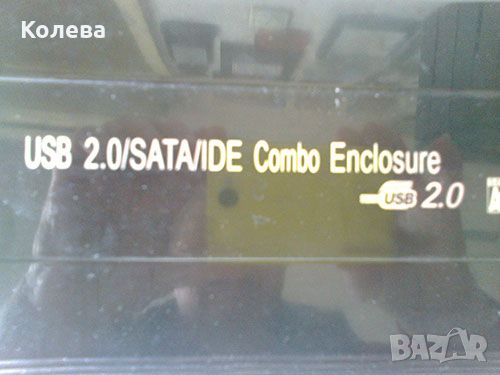 Колева
USB 2.0/SATA/IDE Combo Enclosure
USB 2.0
BAZAR